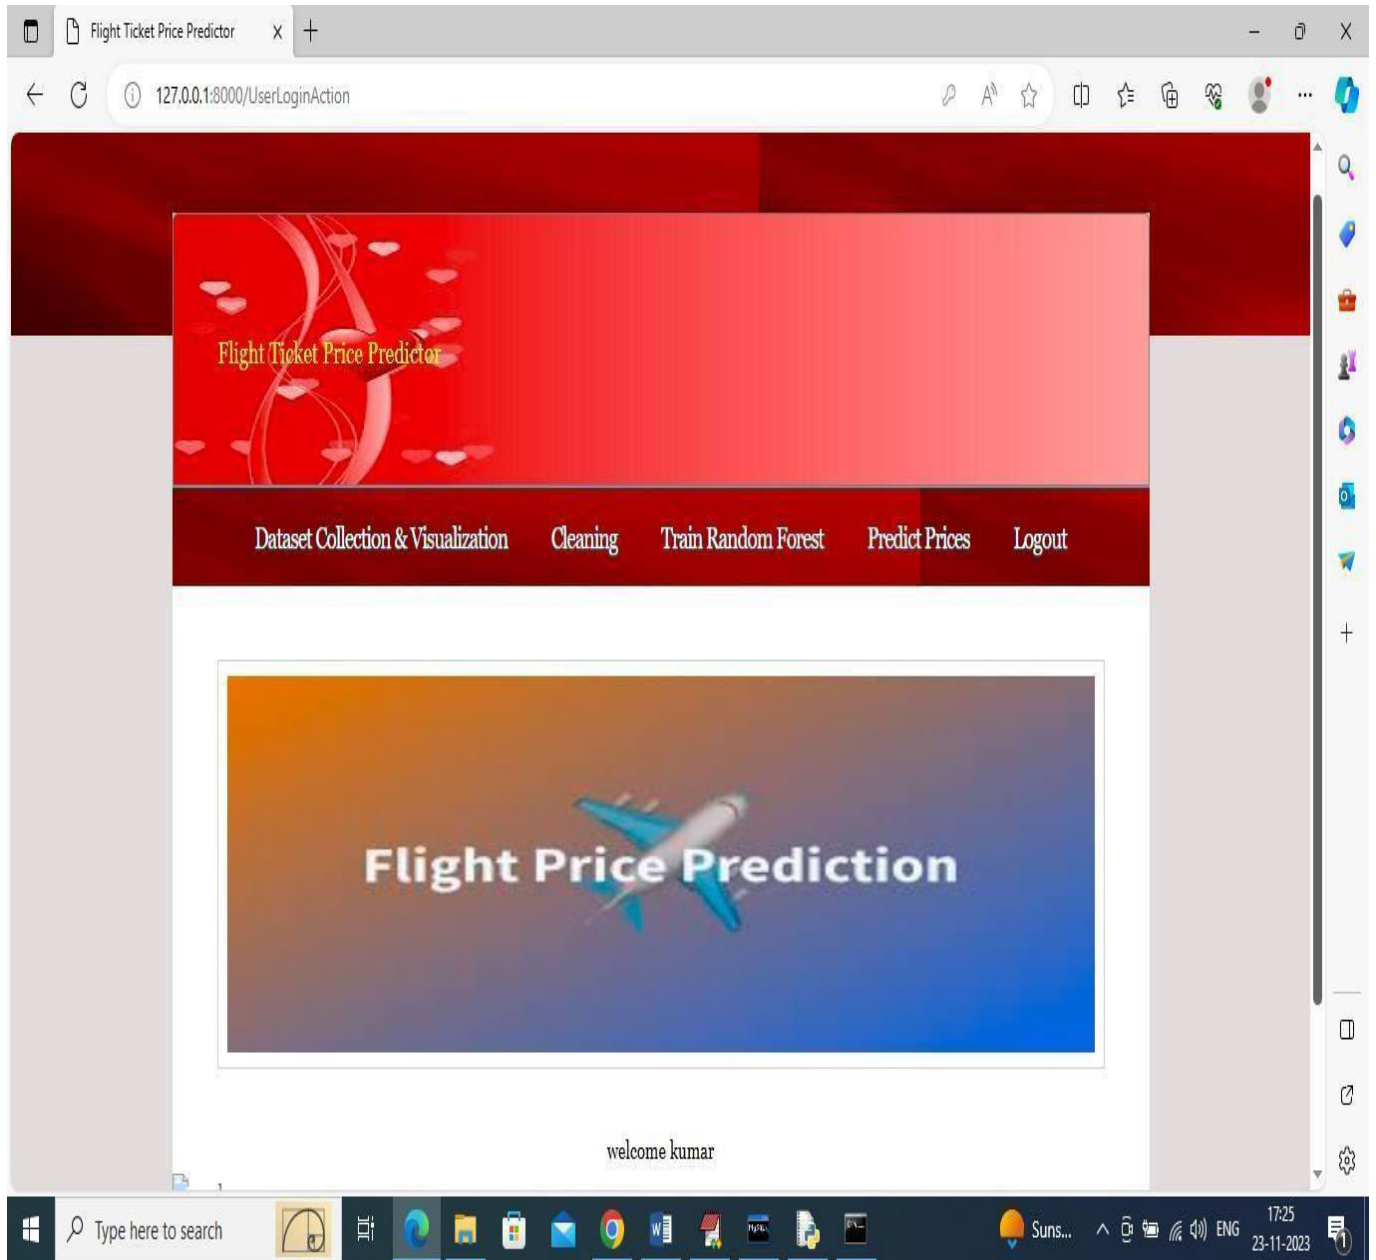 Flight Ticket Price Predictor
127.0.0.1:8000/UserLoginAction
Flight Ticket Price Predictor
Dataset Collection & Visualization Cleaning Train Random Forest Predict Prices Logout
Flight Price Prediction
welcome kumar
Type here to search
Suns...
ENG
17:25
23-11-2023
1